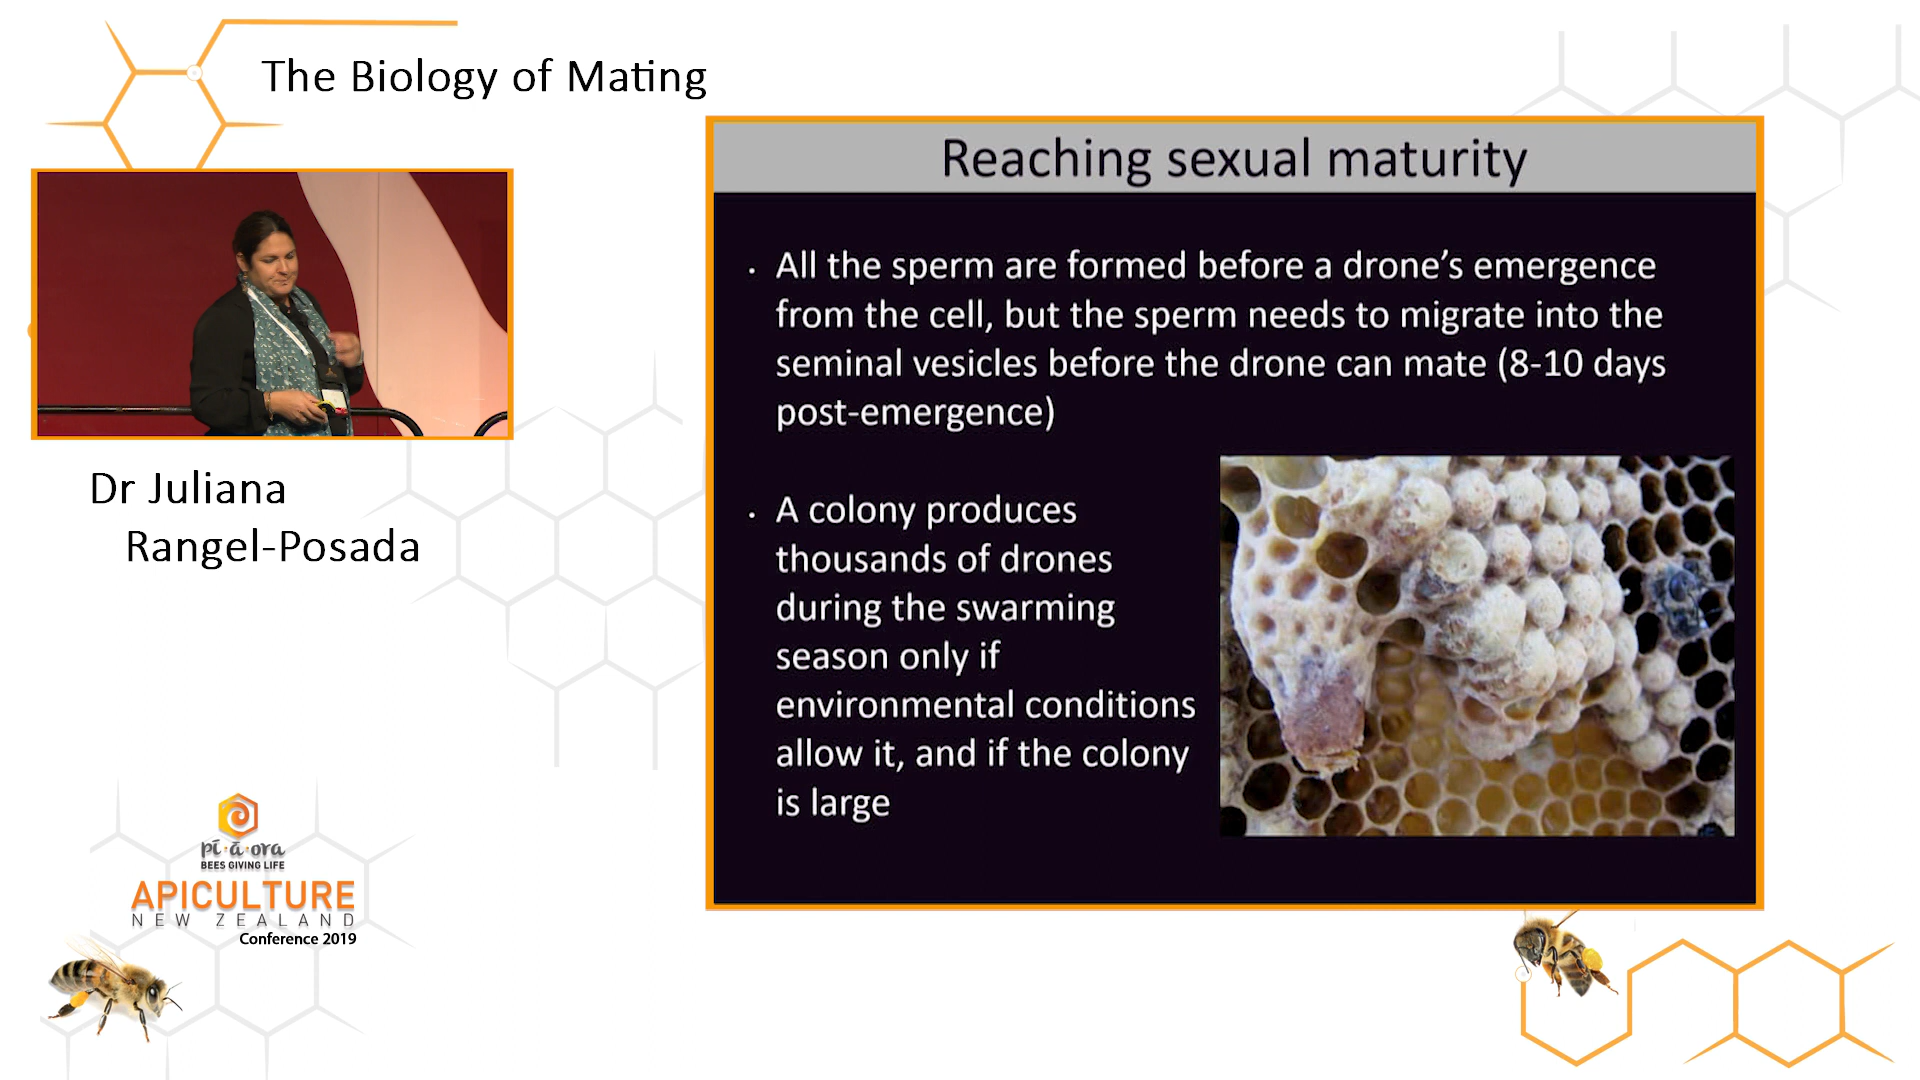 The Biology of Mating
Reaching sexual maturity
· All the sperm are formed before a drone's emergence
from the cell, but the sperm needs to migrate into the
seminal vesicles before the drone can mate (8-10 days
post-emergence)
· A colony produces
thousands of drones
during the swarming
season only if
environmental conditions
allow it, and if the colony
is large
Dr Juliana
Rangel-Posada
pī·ā·ora
BEES GIVING LIFE
APICULTURE
NEW ZEALAND
Conference 2019